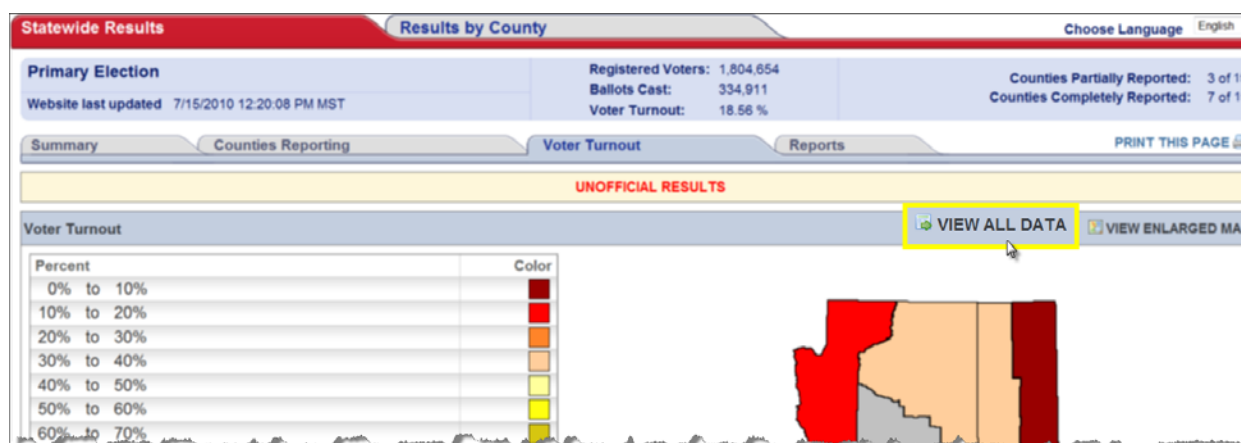 Statewide Results Results by County Choose Language English
Primary Election
Website last updated 7/15/2010 12:20:08 PM MST
Registered Voters: 1,804,654
Ballots Cast: 334,911
Voter Turnout: 18.56 %
Counties Partially Reported: 3 of
Counties Completely Reported: 7 of
Summary Counties Reporting Voter Turnout Reports PRINT THIS PAGE
UNOFFICIAL RESULTS
Voter Turnout VIEW ALL DATA VIEW ENLARGED MA
Percent Color
0% to 10%
10% to 20%
20% to 30%
30% to 40%
40% to 50%
50% to 60%
60% to 70%